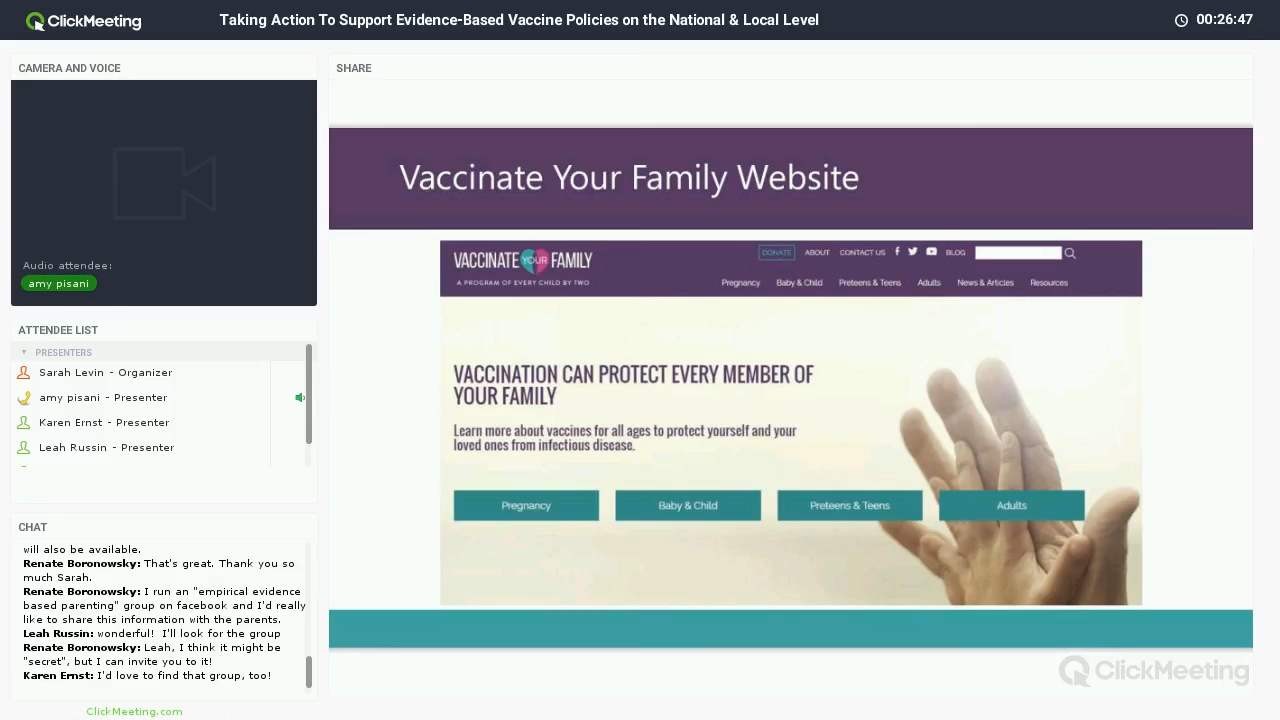 ClickMeeting
Taking Action To Support Evidence-Based Vaccine Policies on the National & Local Level
00:26:47
CAMERA AND VOICE
Audio attendee:
amy pisani
ATTENDEE LIST
PRESENTERS
Sarah Levin - Organizer
amy pisani - Presenter
Karen Ernst - Presenter
Leah Russin - Presenter
CHAT
will also be available.
Renate Boronowsky: That's great. Thank you so
much Sarah.
Renate Boronowsky: I run an "empirical evidence
based parenting" group on facebook and I'd really
like to share this information with the parents.
Leah Russin: wonderful! I'll look for the group
Renate Boronowsky: Leah, I think it might be
"secret", but I can invite you to it!
Karen Ernst: I'd love to find that group, too!
ClickMeeting.com
SHARE
Vaccinate Your Family Website
VACCINATE YOUR FAMILY
A PROGRAM OF EVERY CHILD BY TWO
DONATE ABOUT CONTACT US BLOG
Pregnancy Baby & Child Preteens & Teens Adults News & Articles Resources
VACCINATION CAN PROTECT EVERY MEMBER OF
YOUR FAMILY
Learn more about vaccines for all ages to protect yourself and your
loved ones from infectious disease.
Pregnancy Baby & Child Preteens & Teens Adults
ClickMeeting